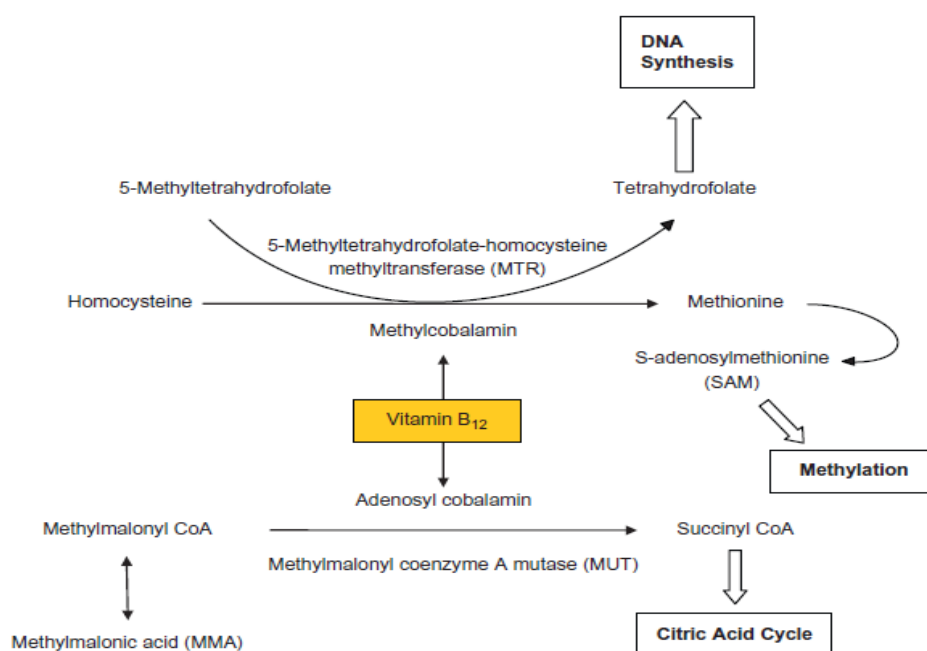 DNA
Synthesis
5-Methyltetrahydrofolate
Tetrahydrofolate
5-Methyltetrahydrofolate-homocysteine
methyltransferase (MTR)
Homocysteine
Methionine
Methylcobalamin
S-adenosylmethionine
(SAM)
Vitamin B₁₂
Methylation
Adenosyl cobalamin
Methylmalonyl CoA
Succinyl CoA
Methylmalonyl coenzyme A mutase (MUT)
Methylmalonic acid (MMA)
Citric Acid Cycle